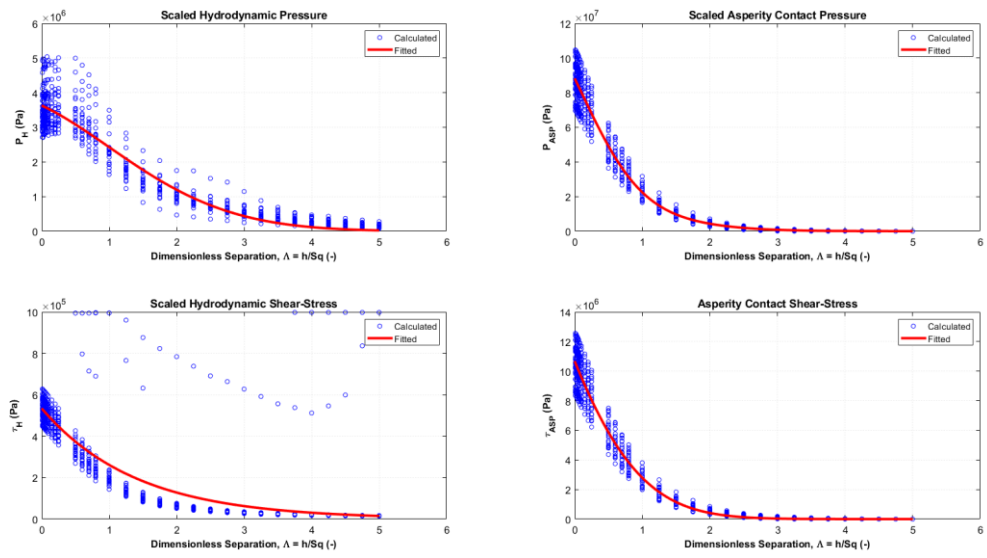 Scaled Hydrodynamic Pressure
× 10^6
6
5
4
3
2
1
0
P_H (Pa)
0 1 2 3 4 5 6
Dimensionless Separation, Λ = h/Sq (-)
Calculated
Fitted
Scaled Asperity Contact Pressure
× 10^7
12
10
8
6
4
2
0
P_ASP (Pa)
0 1 2 3 4 5 6
Dimensionless Separation, Λ = h/Sq (-)
Calculated
Fitted
Scaled Hydrodynamic Shear-Stress
× 10^5
10
8
6
4
2
0
τ_H (Pa)
0 1 2 3 4 5 6
Dimensionless Separation, Λ = h/Sq (-)
Calculated
Fitted
Asperity Contact Shear-Stress
× 10^6
14
12
10
8
6
4
2
0
τ_ASP (Pa)
0 1 2 3 4 5 6
Dimensionless Separation, Λ = h/Sq (-)
Calculated
Fitted